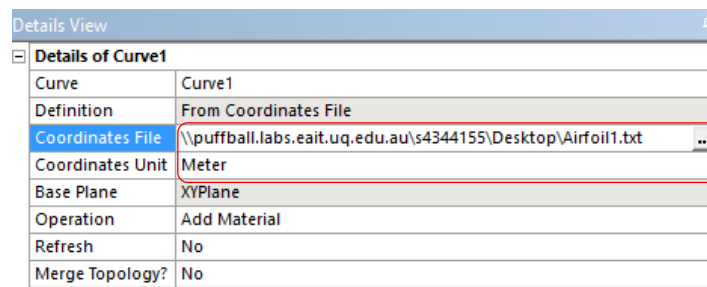 Details View
Details of Curve1
Curve Curve1
Definition From Coordinates File
Coordinates File \\puffball.labs.eait.uq.edu.au\s4344155\Desktop\Airfoil1.txt ...
Coordinates Unit Meter
Base Plane XYPlane
Operation Add Material
Refresh No
Merge Topology? No